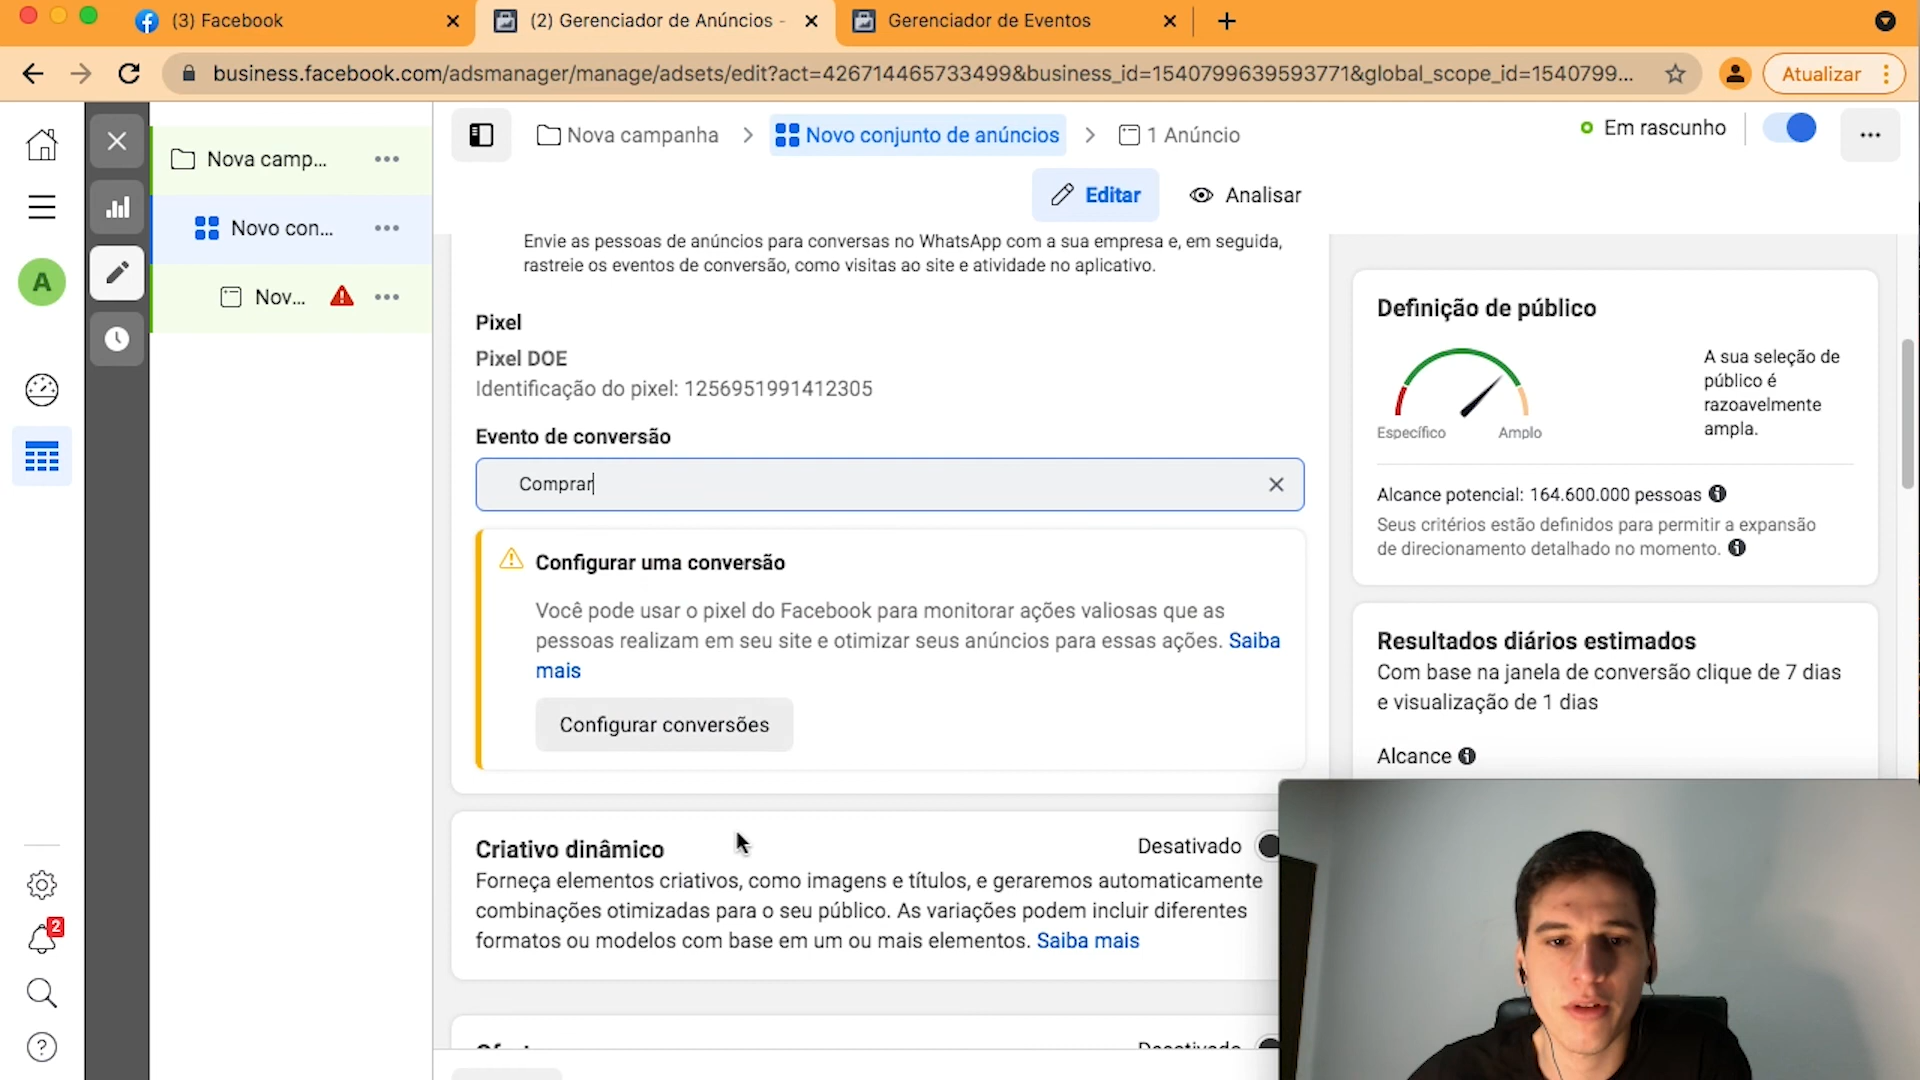 (3) Facebook
(2) Gerenciador de Anúncios -
Gerenciador de Eventos
business.facebook.com/adsmanager/manage/adsets/edit?act=426714465733499&business_id=1540799639593771&global_scope_id=1540799...
Atualizar
A
2
Nova camp...
Novo con...
Nov...
Nova campanha
Novo conjunto de anúncios
1 Anúncio
Em rascunho
Editar
Analisar
Envie as pessoas de anúncios para conversas no WhatsApp com a sua empresa e, em seguida,
rastreie os eventos de conversão, como visitas ao site e atividade no aplicativo.
Pixel
Pixel DOE
Identificação do pixel: 1256951991412305
Evento de conversão
Comprar
Configurar uma conversão
Você pode usar o pixel do Facebook para monitorar ações valiosas que as
pessoas realizam em seu site e otimizar seus anúncios para essas ações. Saiba
mais
Configurar conversões
Criativo dinâmico
Desativado
Forneça elementos criativos, como imagens e títulos, e geraremos automaticamente
combinações otimizadas para o seu público. As variações podem incluir diferentes
formatos ou modelos com base em um ou mais elementos. Saiba mais
Desativado
Definição de público
Específico
Amplo
A sua seleção de
público é
razoavelmente
ampla.
Alcance potencial: 164.600.000 pessoas
Seus critérios estão definidos para permitir a expansão
de direcionamento detalhado no momento.
Resultados diários estimados
Com base na janela de conversão clique de 7 dias
e visualização de 1 dias
Alcance